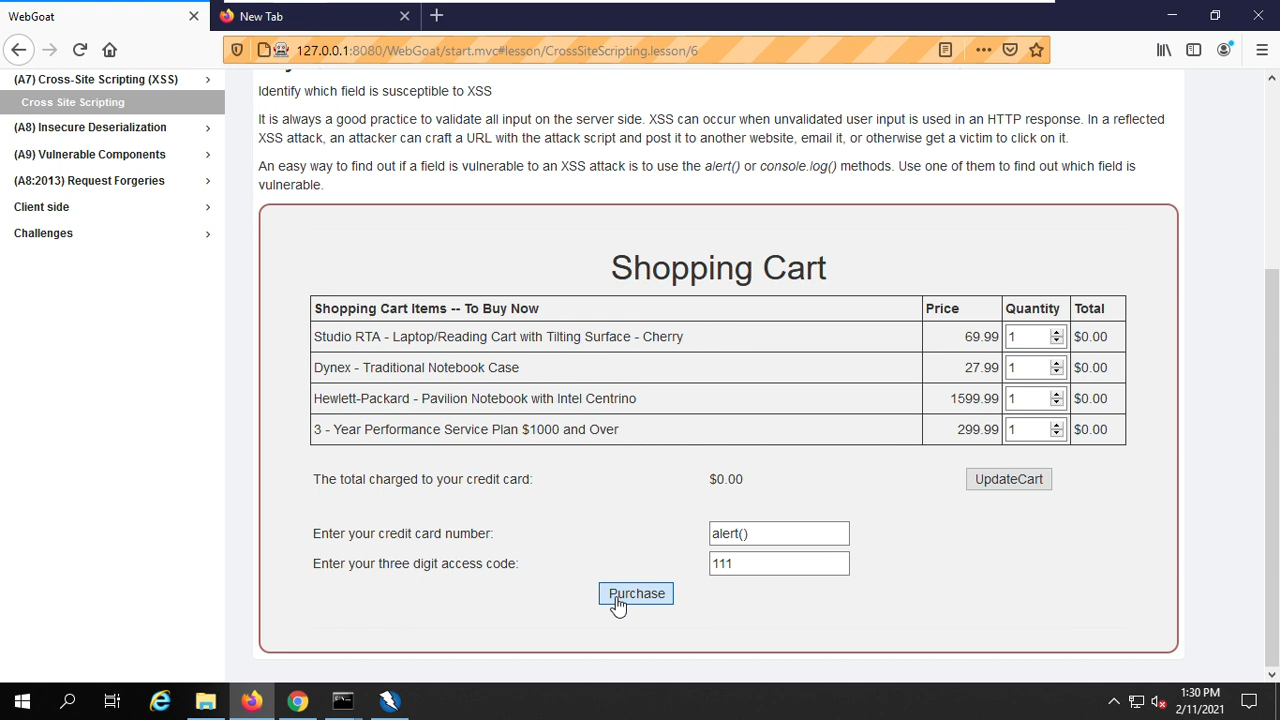 WebGoat
New Tab
127.0.0.1:8080/WebGoat/start.mvc#lesson/CrossSiteScripting.lesson/6
(A7) Cross-Site Scripting (XSS)
Cross Site Scripting
(A8) Insecure Deserialization
(A9) Vulnerable Components
(A8:2013) Request Forgeries
Client side
Challenges
Identify which field is susceptible to XSS
It is always a good practice to validate all input on the server side. XSS can occur when unvalidated user input is used in an HTTP response. In a reflected
XSS attack, an attacker can craft a URL with the attack script and post it to another website, email it, or otherwise get a victim to click on it.
An easy way to find out if a field is vulnerable to an XSS attack is to use the alert() or console.log() methods. Use one of them to find out which field is
vulnerable.
Shopping Cart
Shopping Cart Items -- To Buy Now Price Quantity Total
Studio RTA - Laptop/Reading Cart with Tilting Surface - Cherry 69.99 1 $0.00
Dynex - Traditional Notebook Case 27.99 1 $0.00
Hewlett-Packard - Pavilion Notebook with Intel Centrino 1599.99 1 $0.00
3 - Year Performance Service Plan $1000 and Over 299.99 1 $0.00
The total charged to your credit card: $0.00 UpdateCart
Enter your credit card number: alert()
Enter your three digit access code: 111
Purchase
1:30 PM
2/11/2021